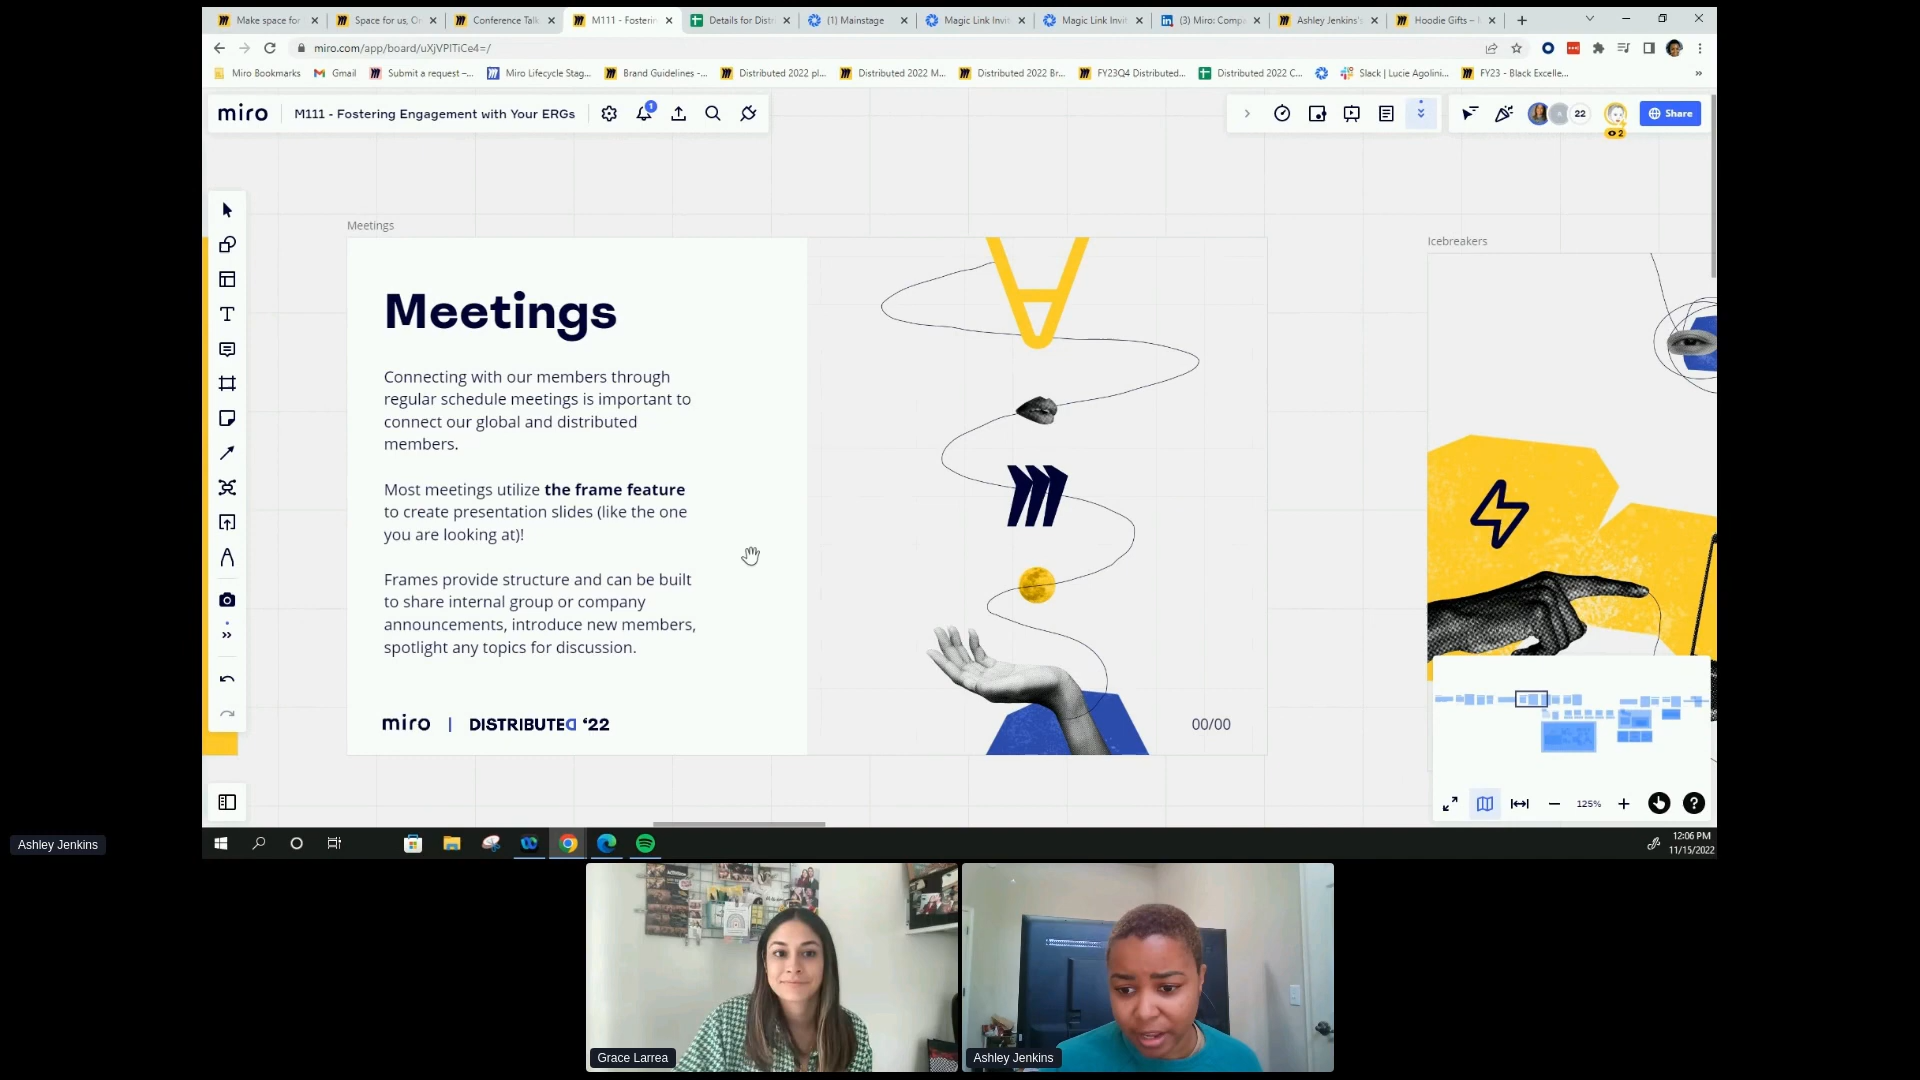 Make space for
Space for us, O
Conference Talk
M111 - Fosterin
Details for Distr
(1) Mainstage
Magic Link Invit
Magic Link Invit
(3) Miro: Compa
Ashley Jenkins's
Hoodie Gifts –
miro.com/app/board/uXjVPlTiCe4=/
Miro Bookmarks
Gmail
Submit a request –...
Miro Lifecycle Stag...
Brand Guidelines -...
Distributed 2022 pl...
Distributed 2022 M...
Distributed 2022 Br...
FY23Q4 Distributed...
Distributed 2022 C...
Slack | Lucie Agolini...
FY23 - Black Excelle...
miro
M111 - Fostering Engagement with Your ERGs
1
22
2
Share
Meetings
Icebreakers
Meetings
Connecting with our members through
regular schedule meetings is important to
connect our global and distributed
members.
Most meetings utilize the frame feature
to create presentation slides (like the one
you are looking at)!
Frames provide structure and can be built
to share internal group or company
announcements, introduce new members,
spotlight any topics for discussion.
miro | DISTRIBUTED ‘22
00/00
125%
12:06 PM
11/15/2022
Ashley Jenkins
Grace Larrea
Ashley Jenkins